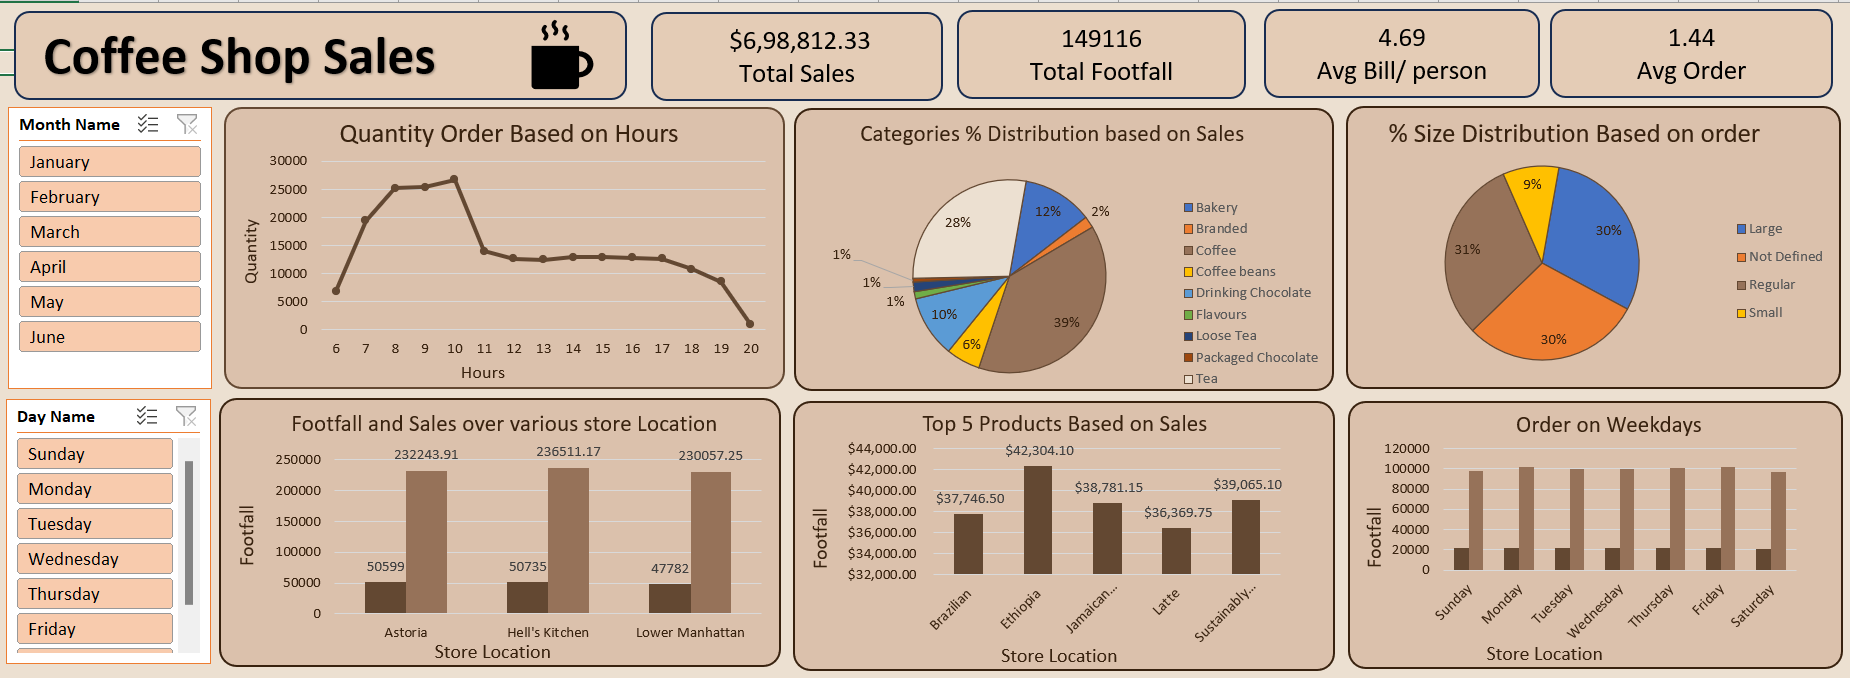 Coffee Shop Sales
$6,98,812.33
Total Sales
149116
Total Footfall
4.69
Avg Bill/ person
1.44
Avg Order
Month Name
January
February
March
April
May
June
Quantity Order Based on Hours
30000
25000
20000
15000
10000
5000
0
Quantity
6 7 8 9 10 11 12 13 14 15 16 17 18 19 20
Hours
Categories % Distribution based on Sales
28%
12%
2%
39%
6%
10%
1%
1%
1%
Bakery
Branded
Coffee
Coffee beans
Drinking Chocolate
Flavours
Loose Tea
Packaged Chocolate
Tea
% Size Distribution Based on order
9%
30%
31%
30%
Large
Not Defined
Regular
Small
Day Name
Sunday
Monday
Tuesday
Wednesday
Thursday
Friday
Footfall and Sales over various store Location
250000
200000
150000
100000
50000
0
Footfall
232243.91
236511.17
230057.25
50599
50735
47782
Astoria Hell's Kitchen Lower Manhattan
Store Location
Top 5 Products Based on Sales
$44,000.00
$42,000.00
$40,000.00
$38,000.00
$36,000.00
$34,000.00
$32,000.00
Footfall
$37,746.50
$42,304.10
$38,781.15
$36,369.75
$39,065.10
Brazilian
Ethiopia
Jamaican...
Latte
Sustainably...
Store Location
Order on Weekdays
120000
100000
80000
60000
40000
20000
0
Footfall
Sunday
Monday
Tuesday
Wednesday
Thursday
Friday
Saturday
Store Location